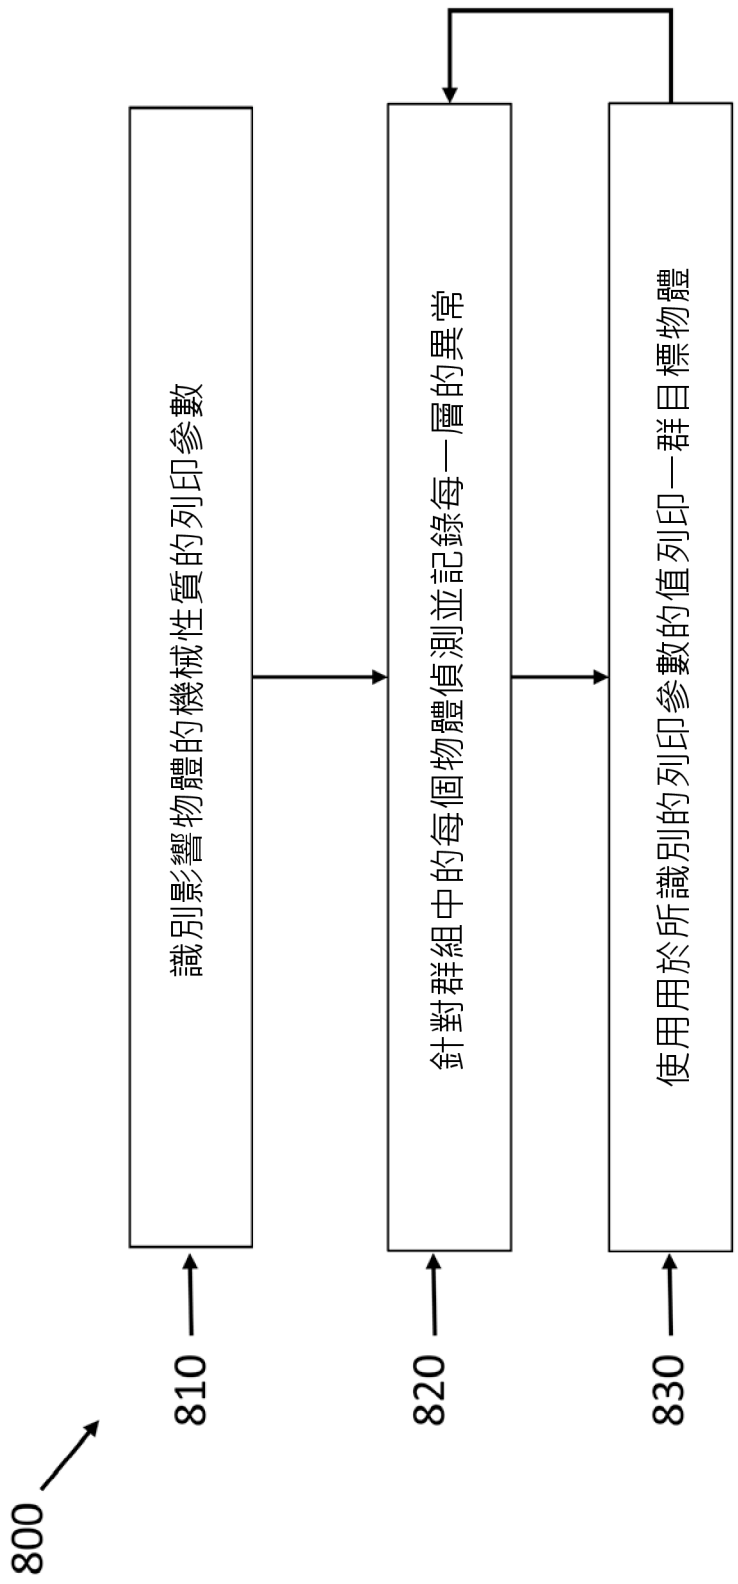 800
810
識別影響物體的機械性質的列印參數
820
針對群組中的每個物體偵測並記錄每一層的異常
830
使用用於所識別的列印參數的值列印一群目標物體